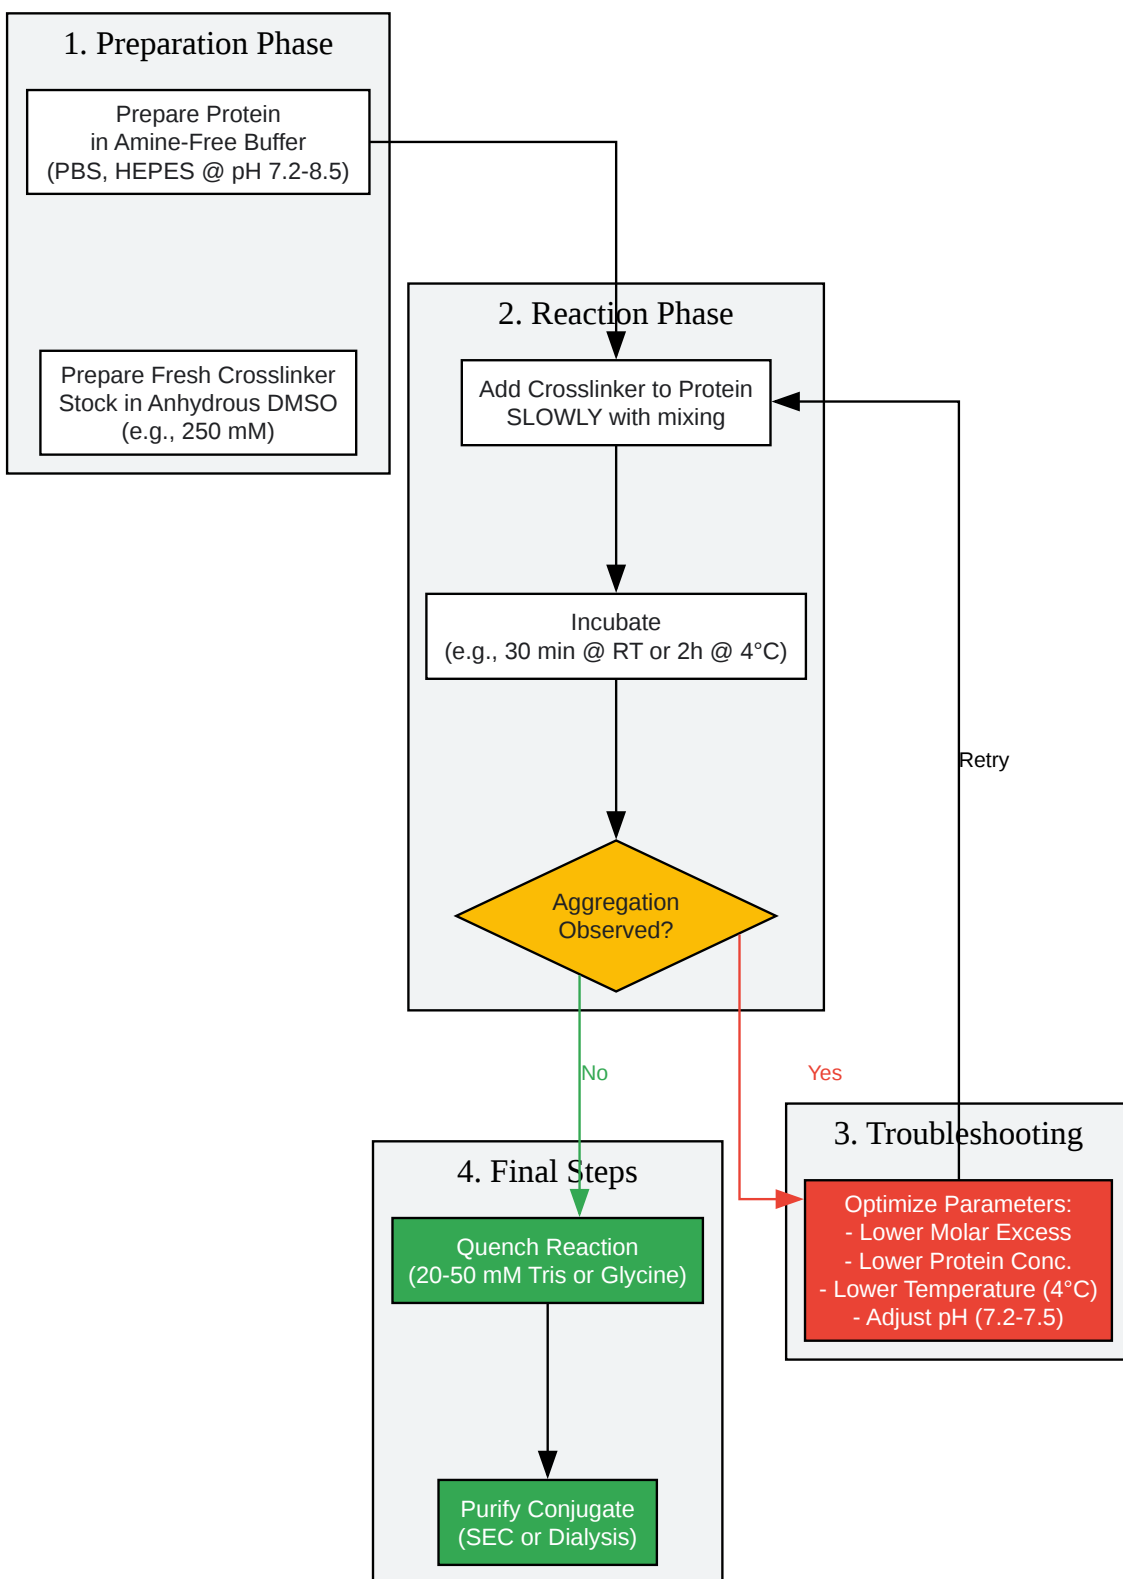 1. Preparation Phase
Prepare Protein
in Amine-Free Buffer
(PBS, HEPES @ pH 7.2-8.5)
Prepare Fresh Crosslinker
Stock in Anhydrous DMSO
(e.g., 250 mM)
2. Reaction Phase
Add Crosslinker to Protein
SLOWLY with mixing
Incubate
(e.g., 30 min @ RT or 2h @ 4°C)
Aggregation
Observed?
Retry
No
Yes
3. Troubleshooting
Optimize Parameters:
- Lower Molar Excess
- Lower Protein Conc.
- Lower Temperature (4°C)
- Adjust pH (7.2-7.5)
4. Final Steps
Quench Reaction
(20-50 mM Tris or Glycine)
Purify Conjugate
(SEC or Dialysis)